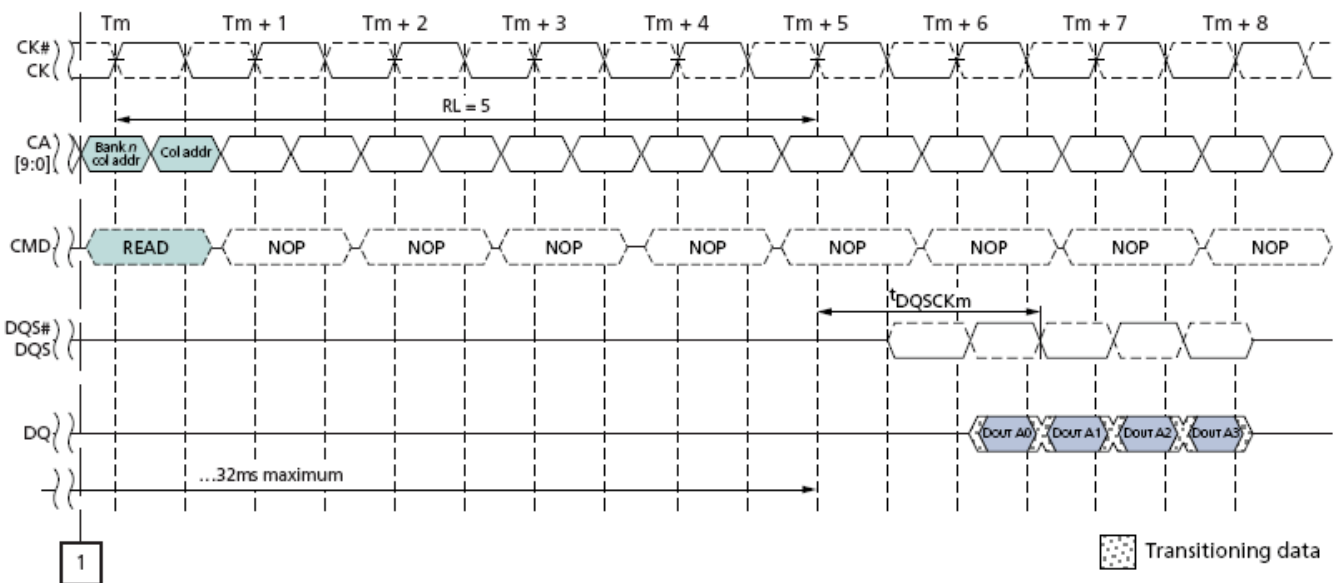 Tm Tm + 1 Tm + 2 Tm + 3 Tm + 4 Tm + 5 Tm + 6 Tm + 7 Tm + 8
CK#
CK
RL = 5
CA
[9:0]
Bank n
col addr
Col addr
CMD READ NOP NOP NOP NOP NOP NOP NOP NOP
tDQSCKm
DQS#
DQS
DQ DOUT A0 DOUT A1 DOUT A2 DOUT A3
...32ms maximum
1
Transitioning data